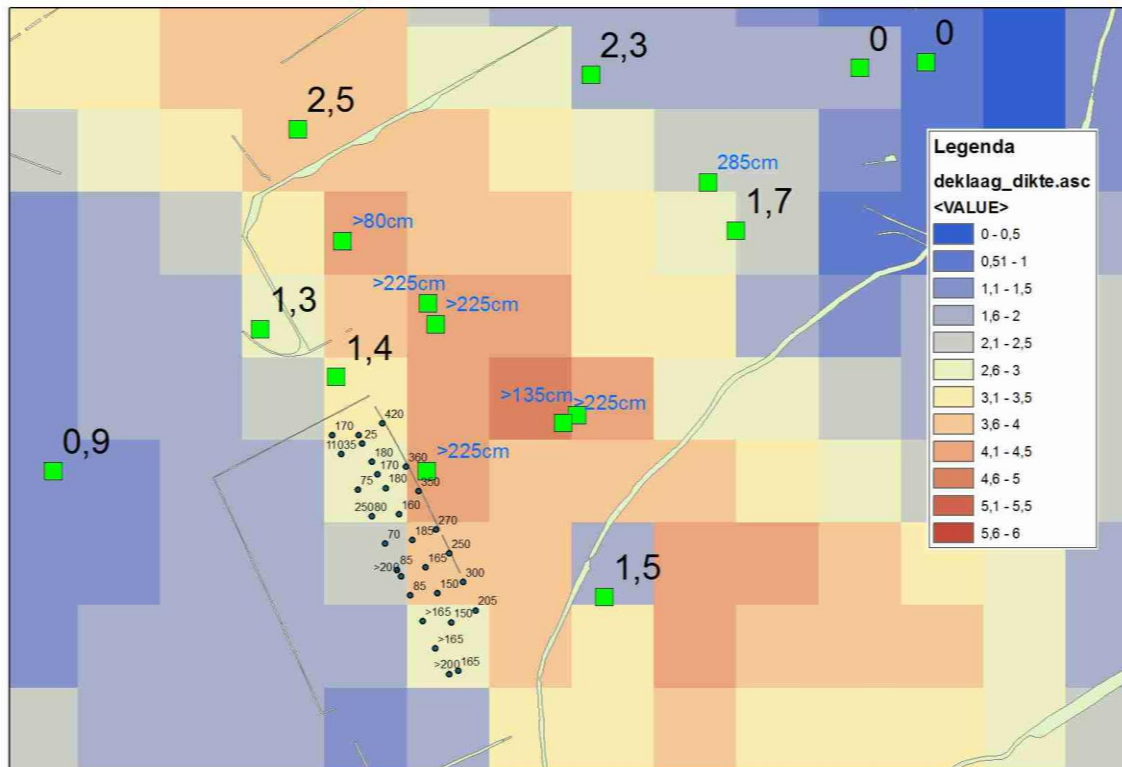 0
0
2,3
2,5
285cm
1,7
>80cm
>225cm
>225cm
1,3
1,4
>135cm
>225cm
0,9
>225cm
1,5
420
170
25
11035
180
360
170
75
180
350
25080
160
270
70
185
250
>200
85
165
300
85
150
205
>165
150
>165
>200
165
Legenda
deklaag_dikte.asc
<VALUE>
0 - 0,5
0,51 - 1
1,1 - 1,5
1,6 - 2
2,1 - 2,5
2,6 - 3
3,1 - 3,5
3,6 - 4
4,1 - 4,5
4,6 - 5
5,1 - 5,5
5,6 - 6